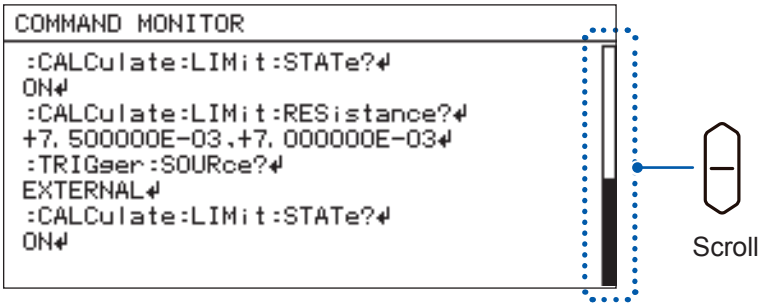 COMMAND MONITOR
:CALCulate:LIMit:STATe?↲
ON↲
:CALCulate:LIMit:RESistance?↲
+7.500000E-03,+7.000000E-03↲
:TRIGger:SOURce?↲
EXTERNAL↲
:CALCulate:LIMit:STATe?↲
ON↲
Scroll